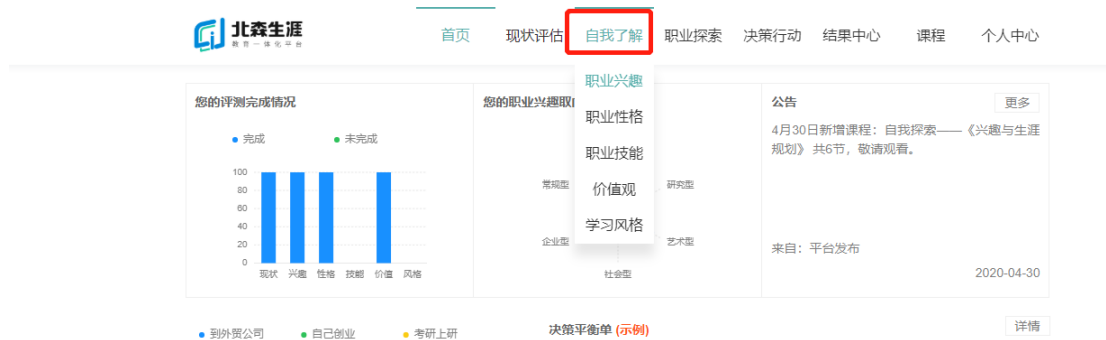 北森生涯
教育一体化平台
首页 现状评估 自我了解 职业探索 决策行动 结果中心 课程 个人中心
职业兴趣
职业性格
职业技能
价值观
学习风格
您的评测完成情况
完成 未完成
100
80
60
40
20
0
现状 兴趣 性格 技能 价值 风格
您的职业兴趣取
常规型 研究型
企业型 艺术型
社会型
公告 更多
4月30日新增课程：自我探索——《兴趣与生涯
规划》 共6节，敬请观看。
来自：平台发布
2020-04-30
到外贸公司 自己创业 考研上研
决策平衡单 (示例)
详情